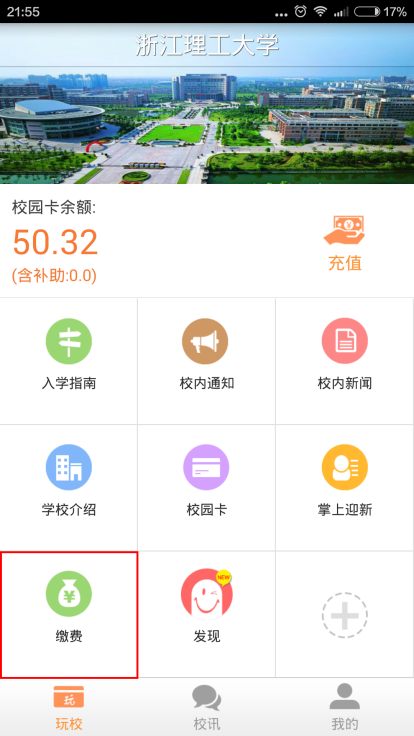 21:55
17%
浙江理工大学
校园卡余额:
50.32
(含补助:0.0)
充值
入学指南
校内通知
校内新闻
学校介绍
校园卡
掌上迎新
¥
NEW
缴费
发现
玩
玩校
校讯
我的